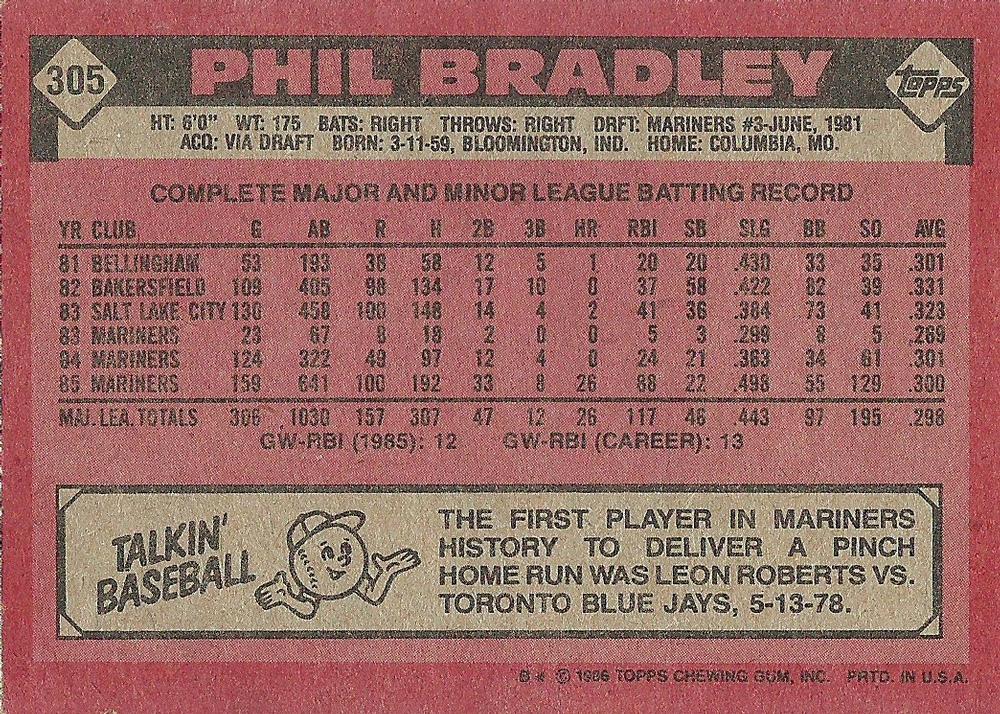 305 PHIL BRADLEY topps
HT: 6'0" WT: 175 BATS: RIGHT THROWS: RIGHT DRFT: MARINERS #3-JUNE, 1981
ACQ: VIA DRAFT BORN: 3-11-59, BLOOMINGTON, IND. HOME: COLUMBIA, MO.
COMPLETE MAJOR AND MINOR LEAGUE BATTING RECORD
YR CLUB G AB R H 2B 3B HR RBI SB SLG BB SO AVG
81 BELLINGHAM 53 193 36 58 12 5 1 20 20 .430 33 35 .301
82 BAKERSFIELD 109 405 98 134 17 10 0 37 58 .422 82 39 .331
83 SALT LAKE CITY 130 458 100 148 14 4 2 41 36 .384 73 41 .323
83 MARINERS 23 67 8 18 2 0 0 5 3 .299 8 5 .269
84 MARINERS 124 322 49 97 12 4 0 24 21 .363 34 61 .301
85 MARINERS 159 641 100 192 33 8 26 88 22 .498 55 129 .300
MAJ. LEA. TOTALS 306 1030 157 307 47 12 26 117 46 .443 97 195 .298
GW-RBI (1985): 12 GW-RBI (CAREER): 13
TALKIN'
BASEBALL
THE FIRST PLAYER IN MARINERS
HISTORY TO DELIVER A PINCH
HOME RUN WAS LEON ROBERTS VS.
TORONTO BLUE JAYS, 5-13-78.
B* © 1986 TOPPS CHEWING GUM, INC. PRTD. IN U.S.A.